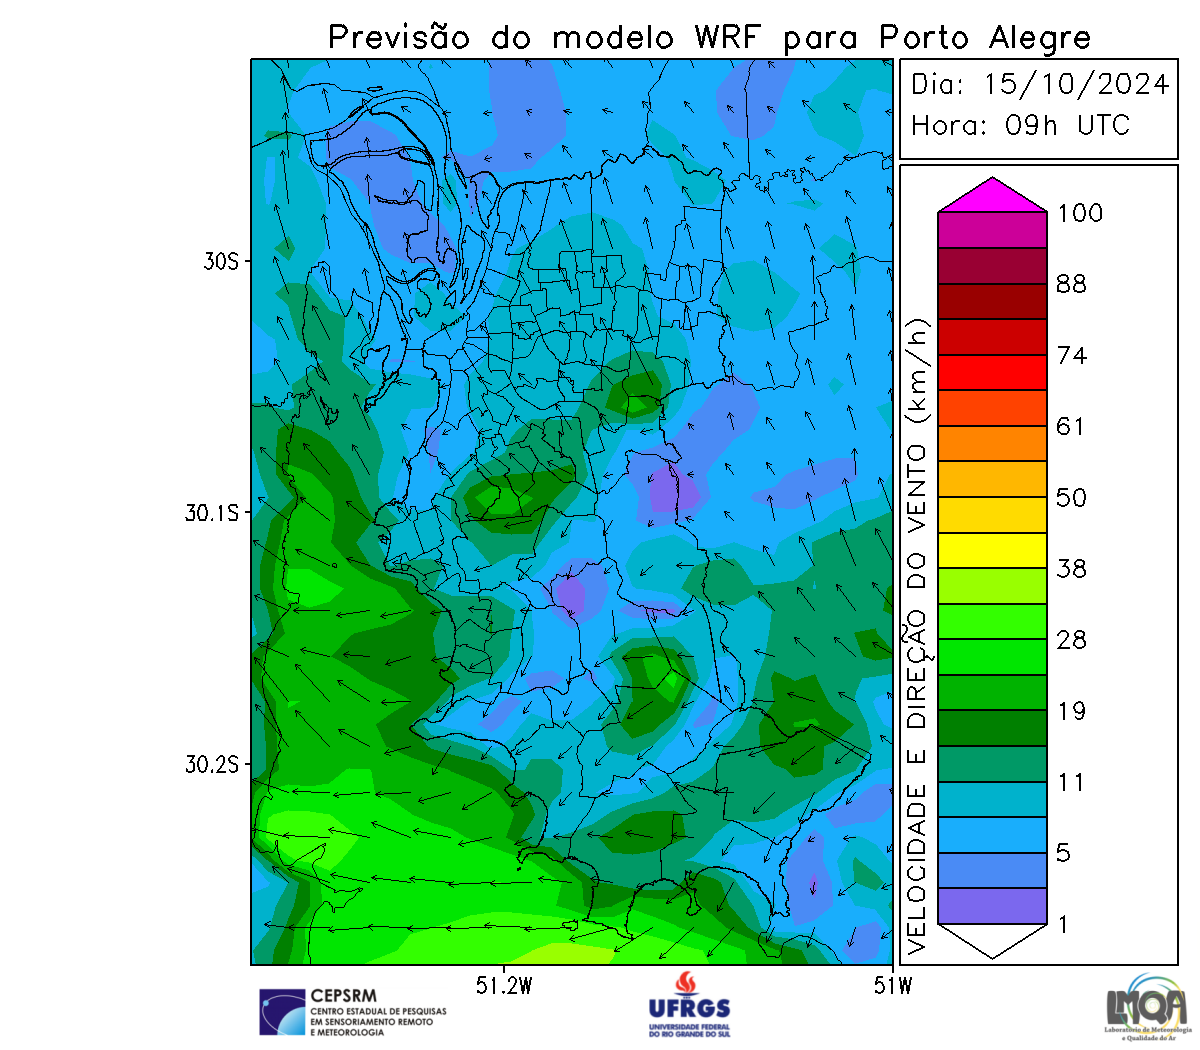 Previsão do modelo WRF para Porto Alegre
Dia: 15/10/2024
Hora: 09h UTC
30S
30.1S
30.2S
51.2W
51W
VELOCIDADE E DIREÇÃO DO VENTO (km/h)
100
88
74
61
50
38
28
19
11
5
1
CEPSRM
CENTRO ESTADUAL DE PESQUISAS
EM SENSORIAMENTO REMOTO
E METEOROLOGIA
UFRGS
UNIVERSIDADE FEDERAL
DO RIO GRANDE DO SUL
LMQA
Laboratório de Meteorologia
e Qualidade do Ar